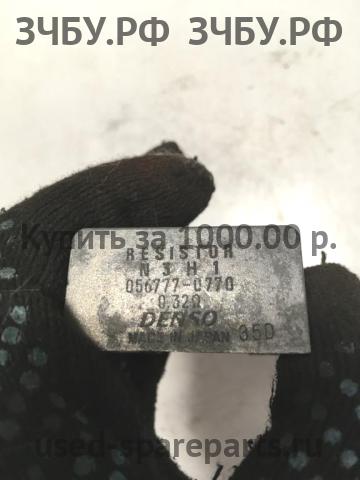 ЗЧБУ.РФ ЗЧБУ.РФ
Купить за 1000.00 р.
RESISTOR
N3H1
056777-0770
0.32Ω
DENSO
MADE IN JAPAN 35D
used-spareparts.ru